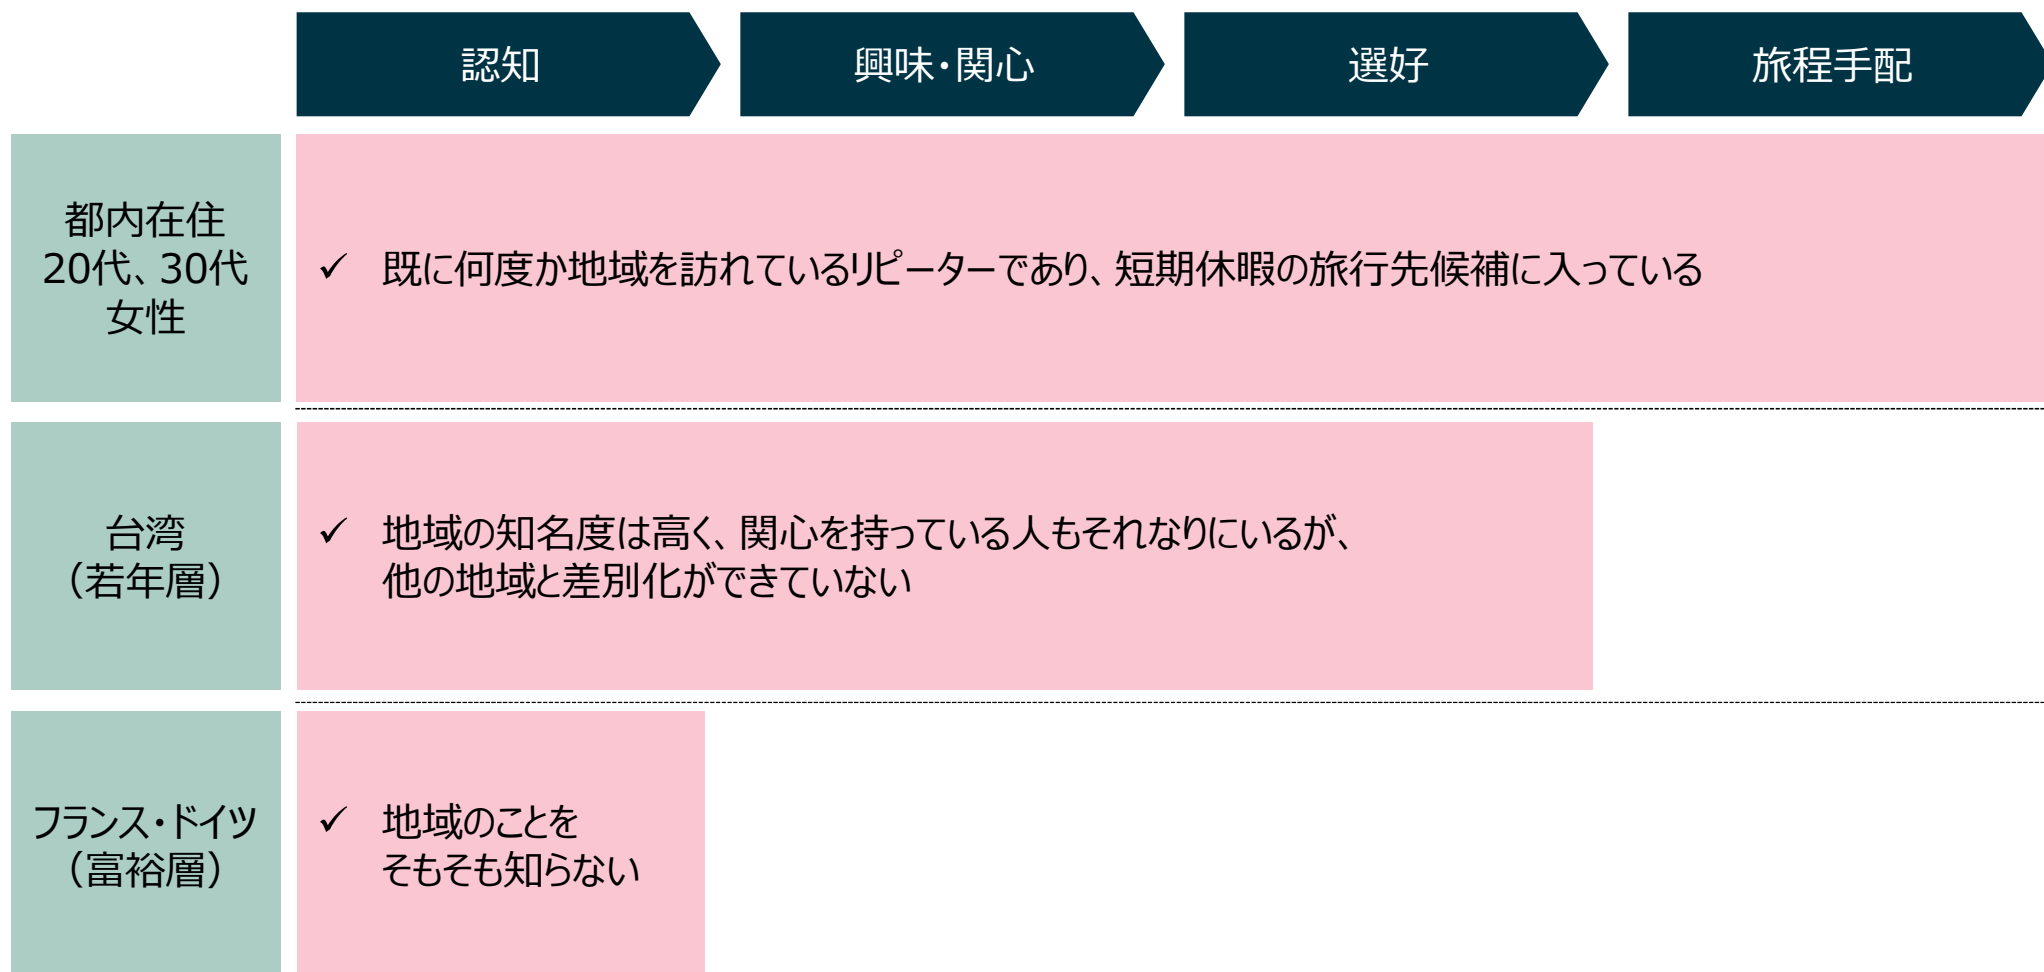 認知
興味・関心
選好
旅程手配
都内在住
20代、30代
女性
✓ 既に何度か地域を訪れているリピーターであり、短期休暇の旅行先候補に入っている
台湾
（若年層）
✓ 地域の知名度は高く、関心を持っている人もそれなりにいるが、
他の地域と差別化ができていない
フランス・ドイツ
（富裕層）
✓ 地域のことを
そもそも知らない